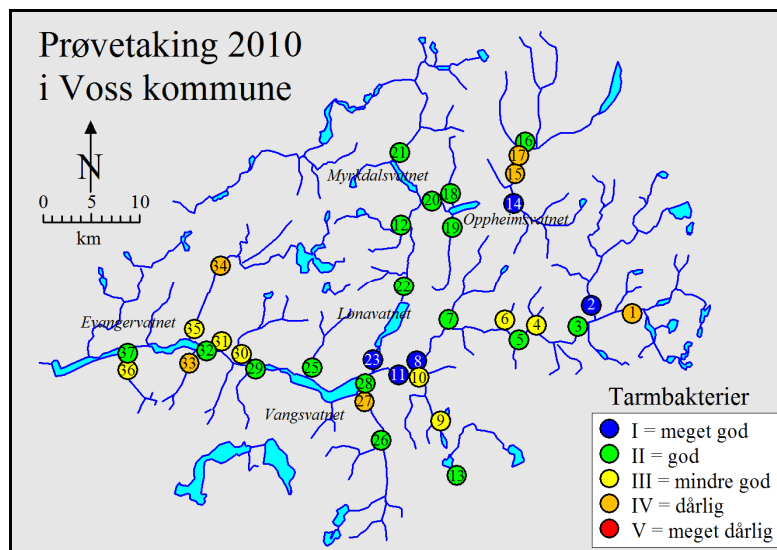 Prøvetaking 2010
i Voss kommune
N
0 5 10
km
16
17
15
14
21
Myrkdalsvatnet
20 18
Oppheimsvatnet
12 19
34
22
Lonavatnet
2
1
Evangervatnet
35
7 6 4 3
5
37 32 31 30
36 33 29 25 23 8
11 10
28
27
Vangsvatnet
9
26
13
Tarmbakterier
I = meget god
II = god
III = mindre god
IV = dårlig
V = meget dårlig